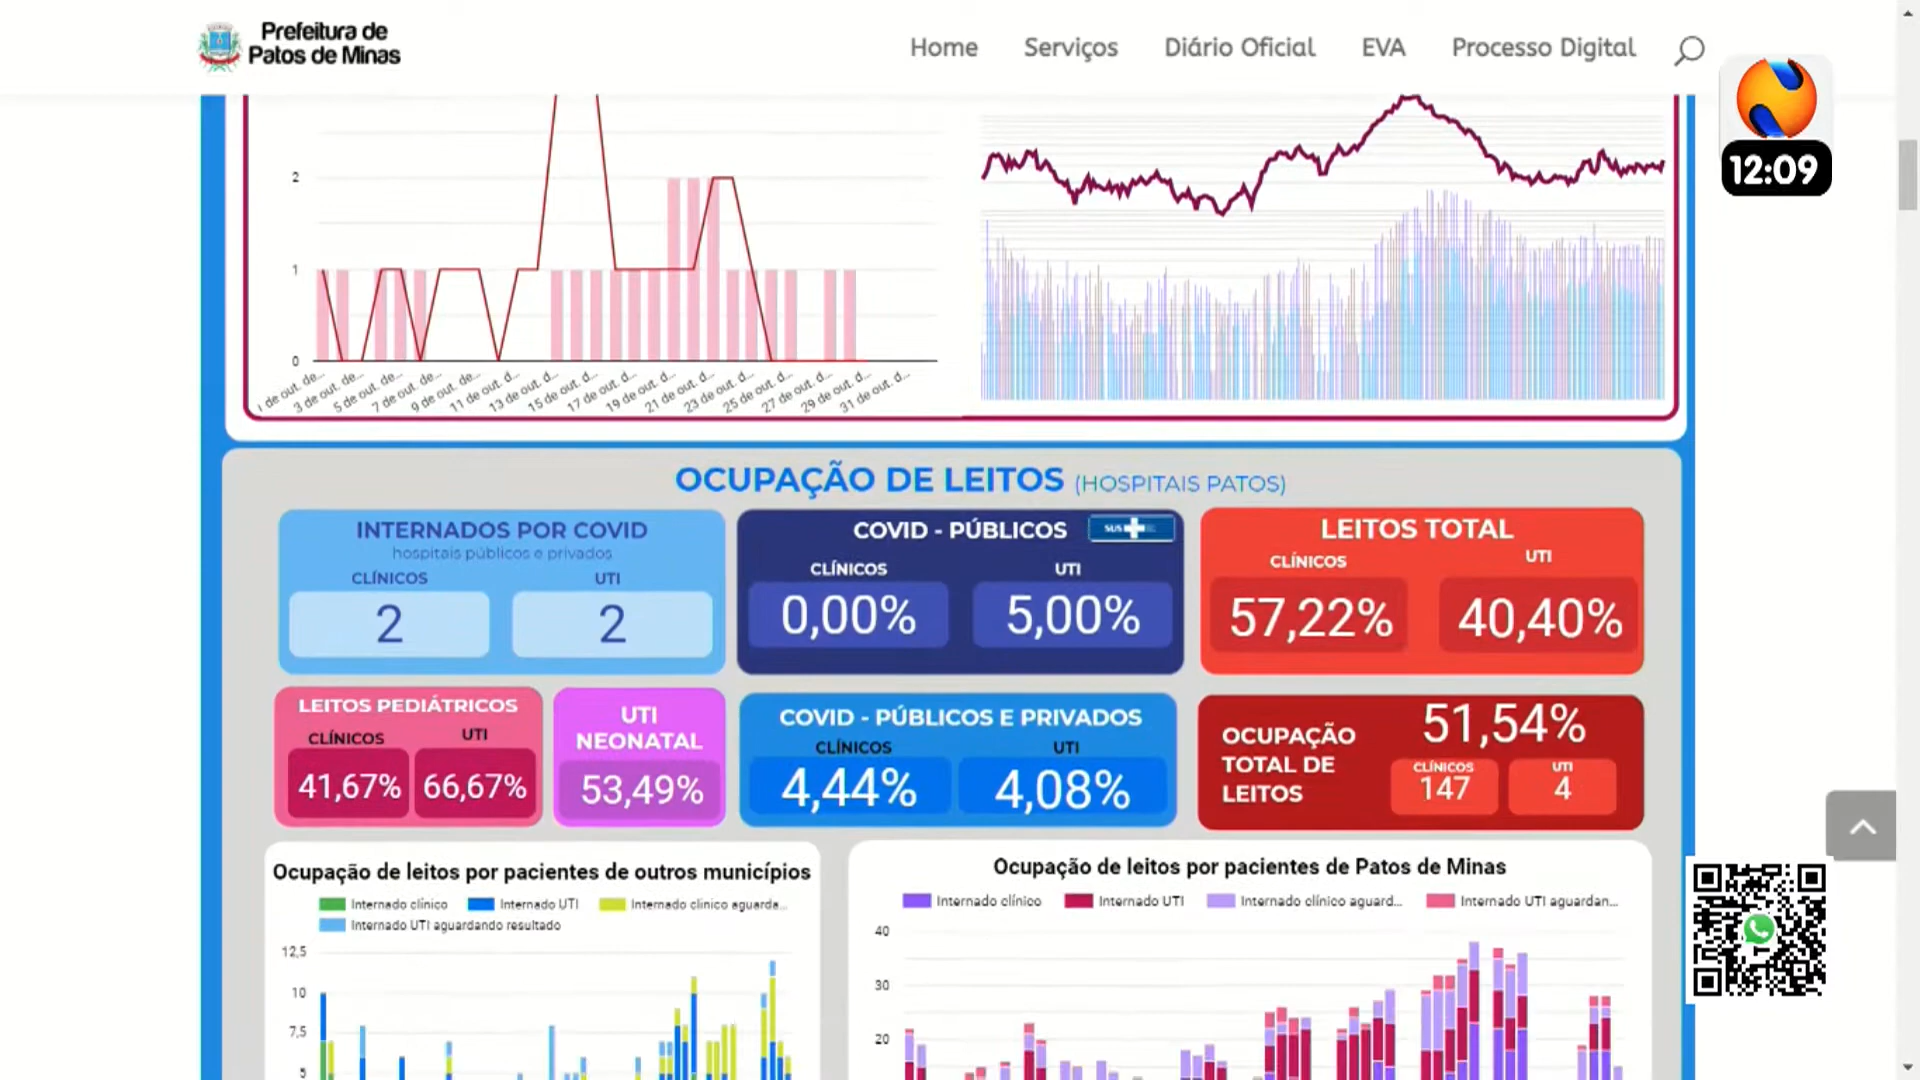 Prefeitura de
Patos de Minas
Home Serviços Diário Oficial EVA Processo Digital
12:09
2
1
0
1 de out. de...
3 de out. de...
5 de out. de...
7 de out. de...
9 de out. de...
11 de out. d...
13 de out. d...
15 de out. d...
17 de out. d...
19 de out. d...
21 de out. d...
23 de out. d...
25 de out. d...
27 de out. d...
29 de out. d...
31 de out. d...
OCUPAÇÃO DE LEITOS (HOSPITAIS PATOS)
INTERNADOS POR COVID
hospitais públicos e privados
CLÍNICOS UTI
2 2
COVID - PÚBLICOS SUS
CLÍNICOS UTI
0,00% 5,00%
LEITOS TOTAL
CLÍNICOS UTI
57,22% 40,40%
LEITOS PEDIÁTRICOS
CLÍNICOS UTI
41,67% 66,67%
UTI
NEONATAL
53,49%
COVID - PÚBLICOS E PRIVADOS
CLÍNICOS UTI
4,44% 4,08%
OCUPAÇÃO
TOTAL DE
LEITOS
51,54%
CLÍNICOS UTI
147 4
Ocupação de leitos por pacientes de outros municípios
Internado clínico Internado UTI Internado clínico aguarda...
Internado UTI aguardando resultado
12,5
10
7,5
5
Ocupação de leitos por pacientes de Patos de Minas
Internado clínico Internado UTI Internado clínico aguard... Internado UTI aguardan...
40
30
20